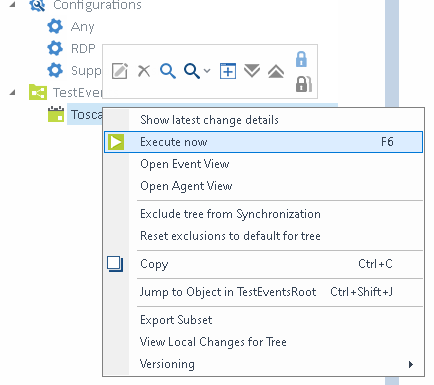 Configurations
Any
RDP
Supp
TestEven
Tosca
Show latest change details
Execute now F6
Open Event View
Open Agent View
Exclude tree from Synchronization
Reset exclusions to default for tree
Copy Ctrl+C
Jump to Object in TestEventsRoot Ctrl+Shift+J
Export Subset
View Local Changes for Tree
Versioning